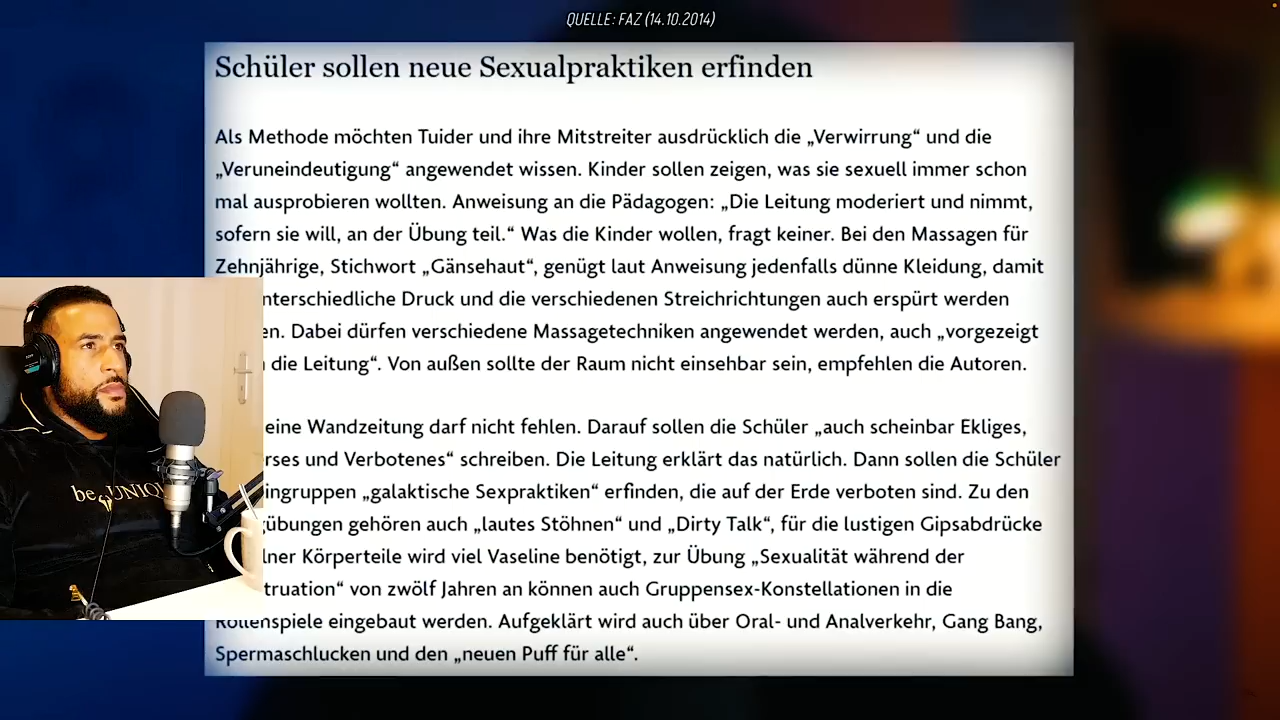 QUELLE: FAZ (14.10.2014)
Schüler sollen neue Sexualpraktiken erfinden
Als Methode möchten Tuider und ihre Mitstreiter ausdrücklich die „Verwirrung“ und die
„Veruneindeutigung“ angewendet wissen. Kinder sollen zeigen, was sie sexuell immer schon
mal ausprobieren wollten. Anweisung an die Pädagogen: „Die Leitung moderiert und nimmt,
sofern sie will, an der Übung teil.“ Was die Kinder wollen, fragt keiner. Bei den Massagen für
Zehnjährige, Stichwort „Gänsehaut“, genügt laut Anweisung jedenfalls dünne Kleidung, damit
nterschiedliche Druck und die verschiedenen Streichrichtungen auch erspürt werden
en. Dabei dürfen verschiedene Massagetechniken angewendet werden, auch „vorgezeigt
die Leitung“. Von außen sollte der Raum nicht einsehbar sein, empfehlen die Autoren.
eine Wandzeitung darf nicht fehlen. Darauf sollen die Schüler „auch scheinbar Ekliges,
rses und Verbotenes“ schreiben. Die Leitung erklärt das natürlich. Dann sollen die Schüler
ingruppen „galaktische Sexpraktiken“ erfinden, die auf der Erde verboten sind. Zu den
übungen gehören auch „lautes Stöhnen“ und „Dirty Talk“, für die lustigen Gipsabdrücke
lner Körperteile wird viel Vaseline benötigt, zur Übung „Sexualität während der
truation“ von zwölf Jahren an können auch Gruppensex-Konstellationen in die
Rollenspiele eingebaut werden. Aufgeklärt wird auch über Oral- und Analverkehr, Gang Bang,
Spermaschlucken und den „neuen Puff für alle“.
be UNIQU